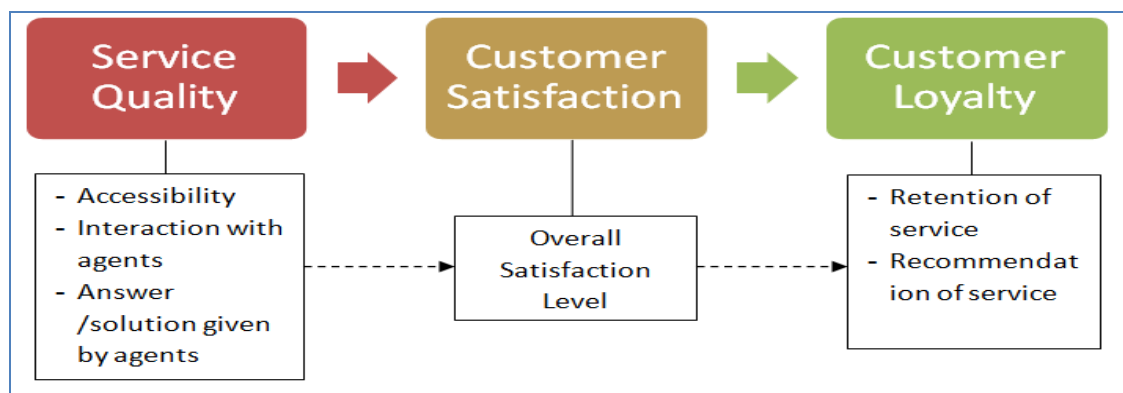 Service
Quality
Customer
Satisfaction
Customer
Loyalty
- Accessibility
- Interaction with
agents
- Answer
/solution given
by agents
Overall
Satisfaction
Level
- Retention of
service
- Recommendat
ion of service